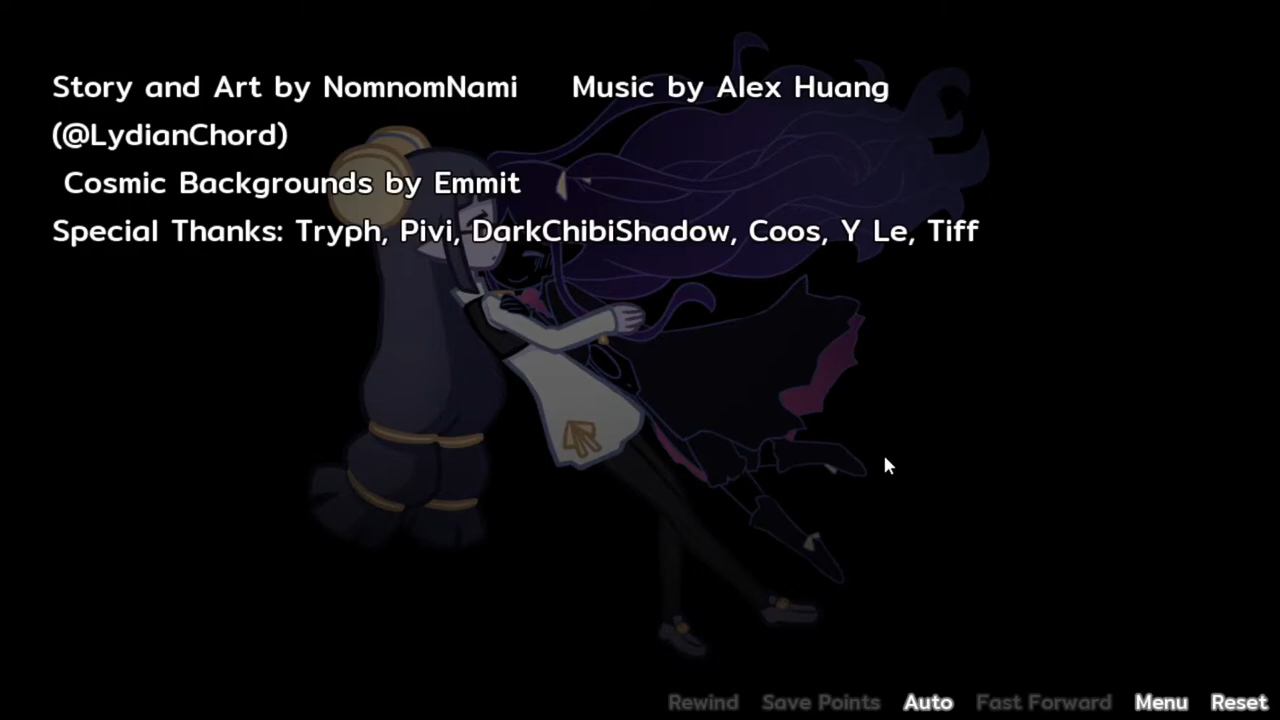 Story and Art by NomnomNami Music by Alex Huang
(@LydianChord)
Cosmic Backgrounds by Emmit
Special Thanks: Tryph, Pivi, DarkChibiShadow, Coos, Y Le, Tiff
Rewind Save Points Auto Fast Forward Menu Reset